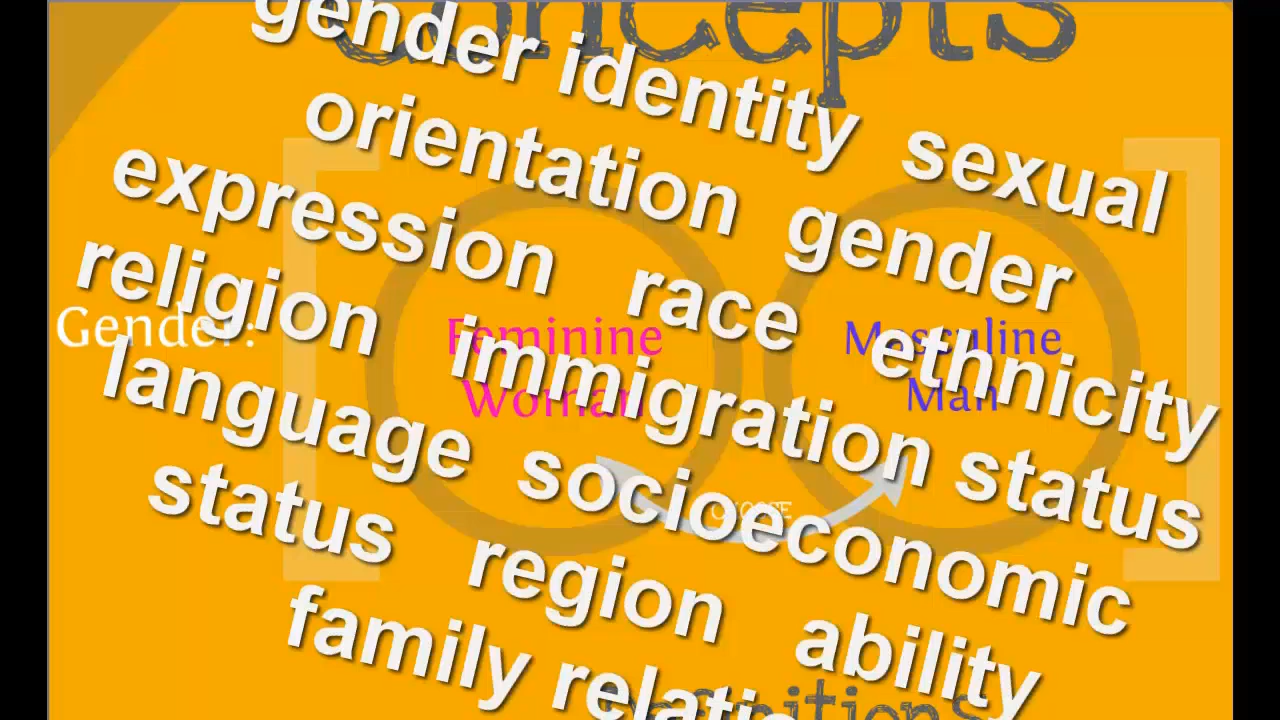 concepts
gender identity sexual
orientation gender
expression race ethnicity
religion immigration status
language socioeconomic
status region ability
family
Gender:
Feminine
Woman
Masculine
Man